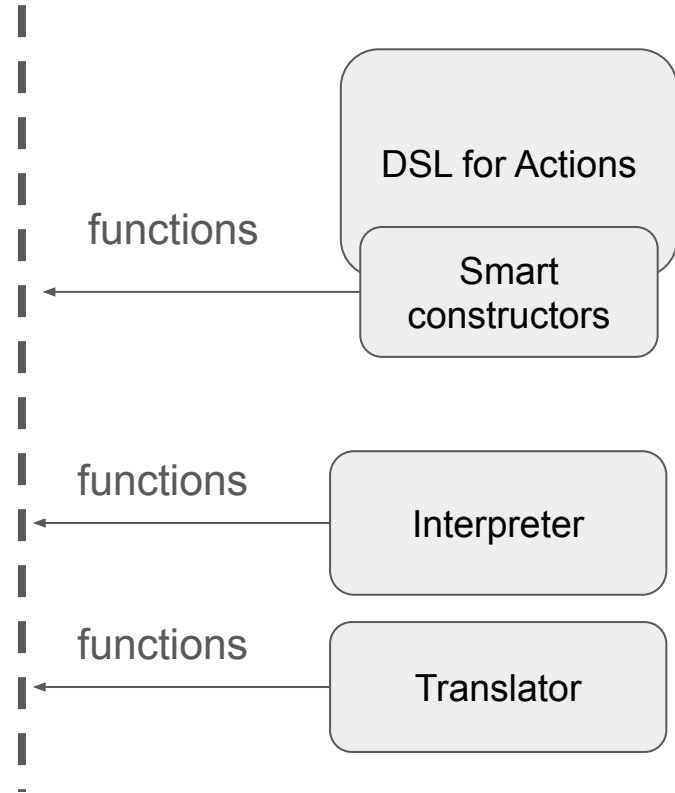 DSL for Actions
functions
Smart
constructors
functions
Interpreter
functions
Translator